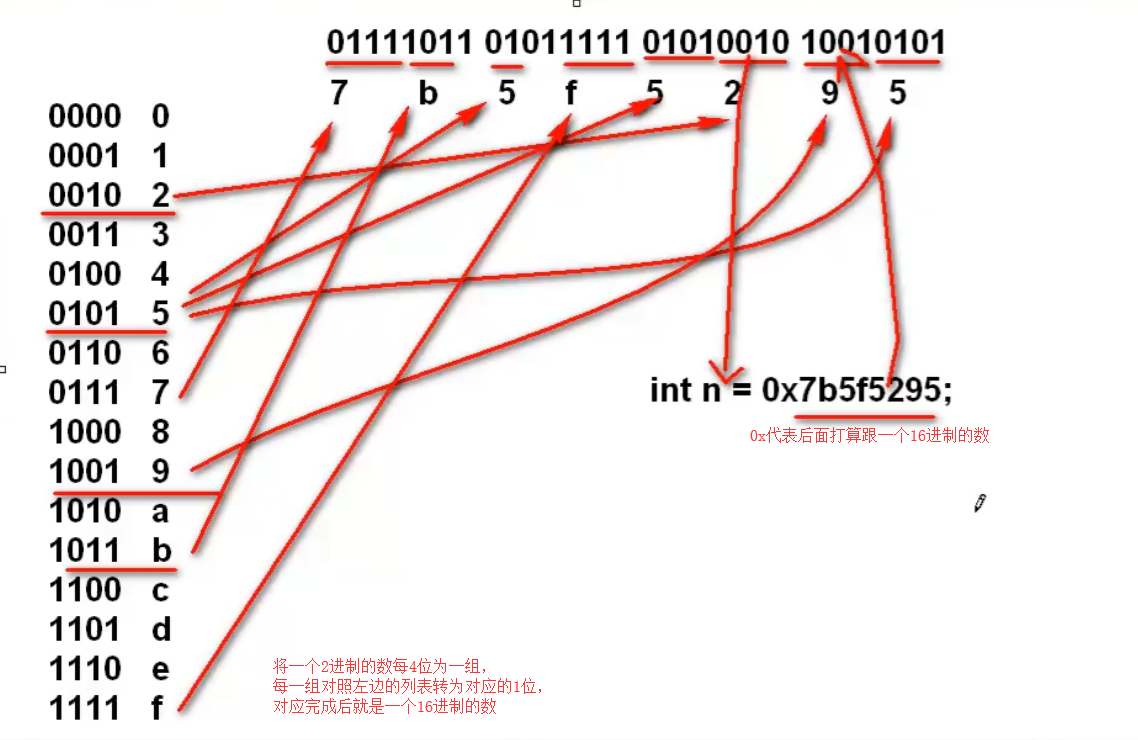 01111011 01011111 01010010 10010101
7 b 5 f 5 2 9 5
0000 0
0001 1
0010 2
0011 3
0100 4
0101 5
0110 6
0111 7
1000 8
1001 9
1010 a
1011 b
1100 c
1101 d
1110 e
1111 f
int n = 0x7b5f5295;
0x代表后面打算跟一个16进制的数
将一个2进制的数每4位为一组,
每一组对照左边的列表转为对应的1位,
对应完成后就是一个16进制的数